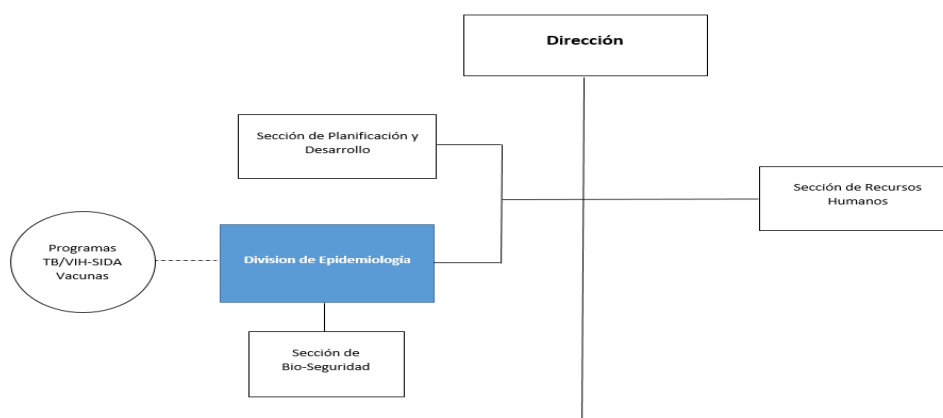 Dirección
Sección de Planificación y
Desarrollo
Sección de Recursos
Humanos
Programas
TB/VIH-SIDA
Vacunas
Division de Epidemiología
Sección de
Bio-Seguridad